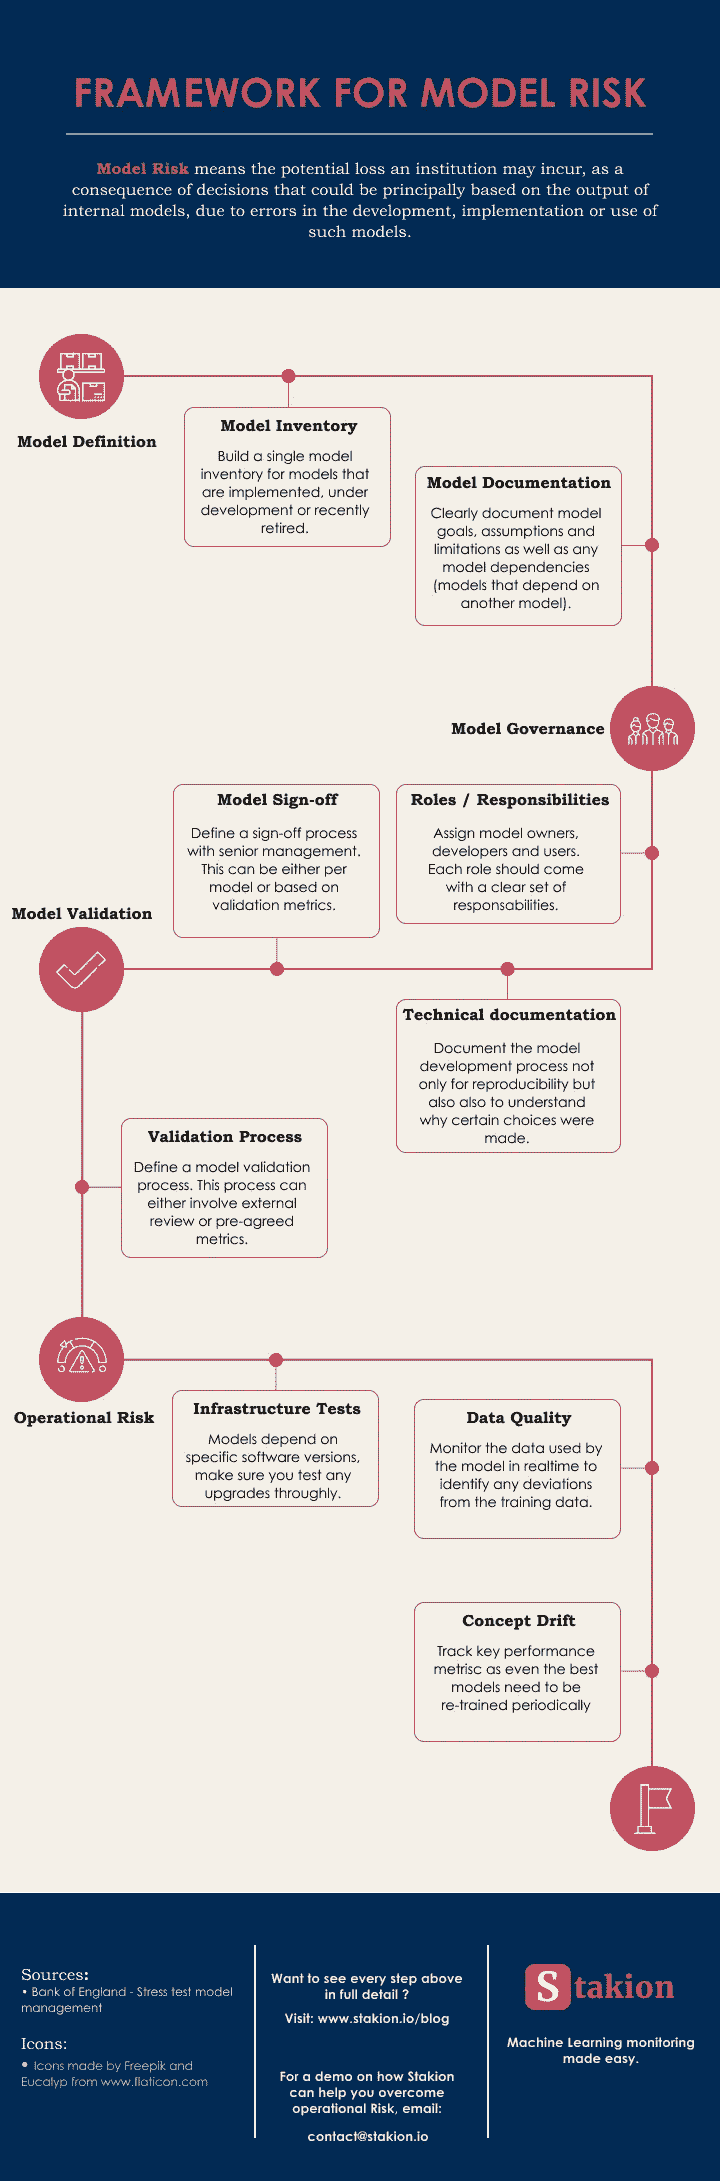 FRAMEWORK FOR MODEL RISK
Model Risk means the potential loss an institution may incur, as a
consequence of decisions that could be principally based on the output of
internal models, due to errors in the development, implementation or use of
such models.
Model Definition
Model Inventory
Build a single model
inventory for models that
are implemented, under
development or recently
retired.
Model Documentation
Clearly document model
goals, assumptions and
limitations as well as any
model dependencies
(models that depend on
another model).
Model Governance
Roles / Responsibilities
Assign model owners,
developers and users.
Each role should come
with a clear set of
responsabilities.
Technical documentation
Document the model
development process not
only for reproducibility but
also also to understand
why certain choices were
made.
Model Sign-off
Define a sign-off process
with senior management.
This can be either per
model or based on
validation metrics.
Model Validation
Validation Process
Define a model validation
process. This process can
either involve external
review or pre-agreed
metrics.
Operational Risk
Infrastructure Tests
Models depend on
specific software versions,
make sure you test any
upgrades throughly.
Data Quality
Monitor the data used by
the model in realtime to
identify any deviations
from the training data.
Concept Drift
Track key performance
metrisc as even the best
models need to be
re-trained periodically
Sources:
• Bank of England - Stress test model
management
Icons:
• Icons made by Freepik and
Eucalyp from www.flaticon.com
Want to see every step above
in full detail ?
Visit: www.stakion.io/blog
For a demo on how Stakion
can help you overcome
operational Risk, email:
contact@stakion.io
Stakion
Machine Learning monitoring
made easy.